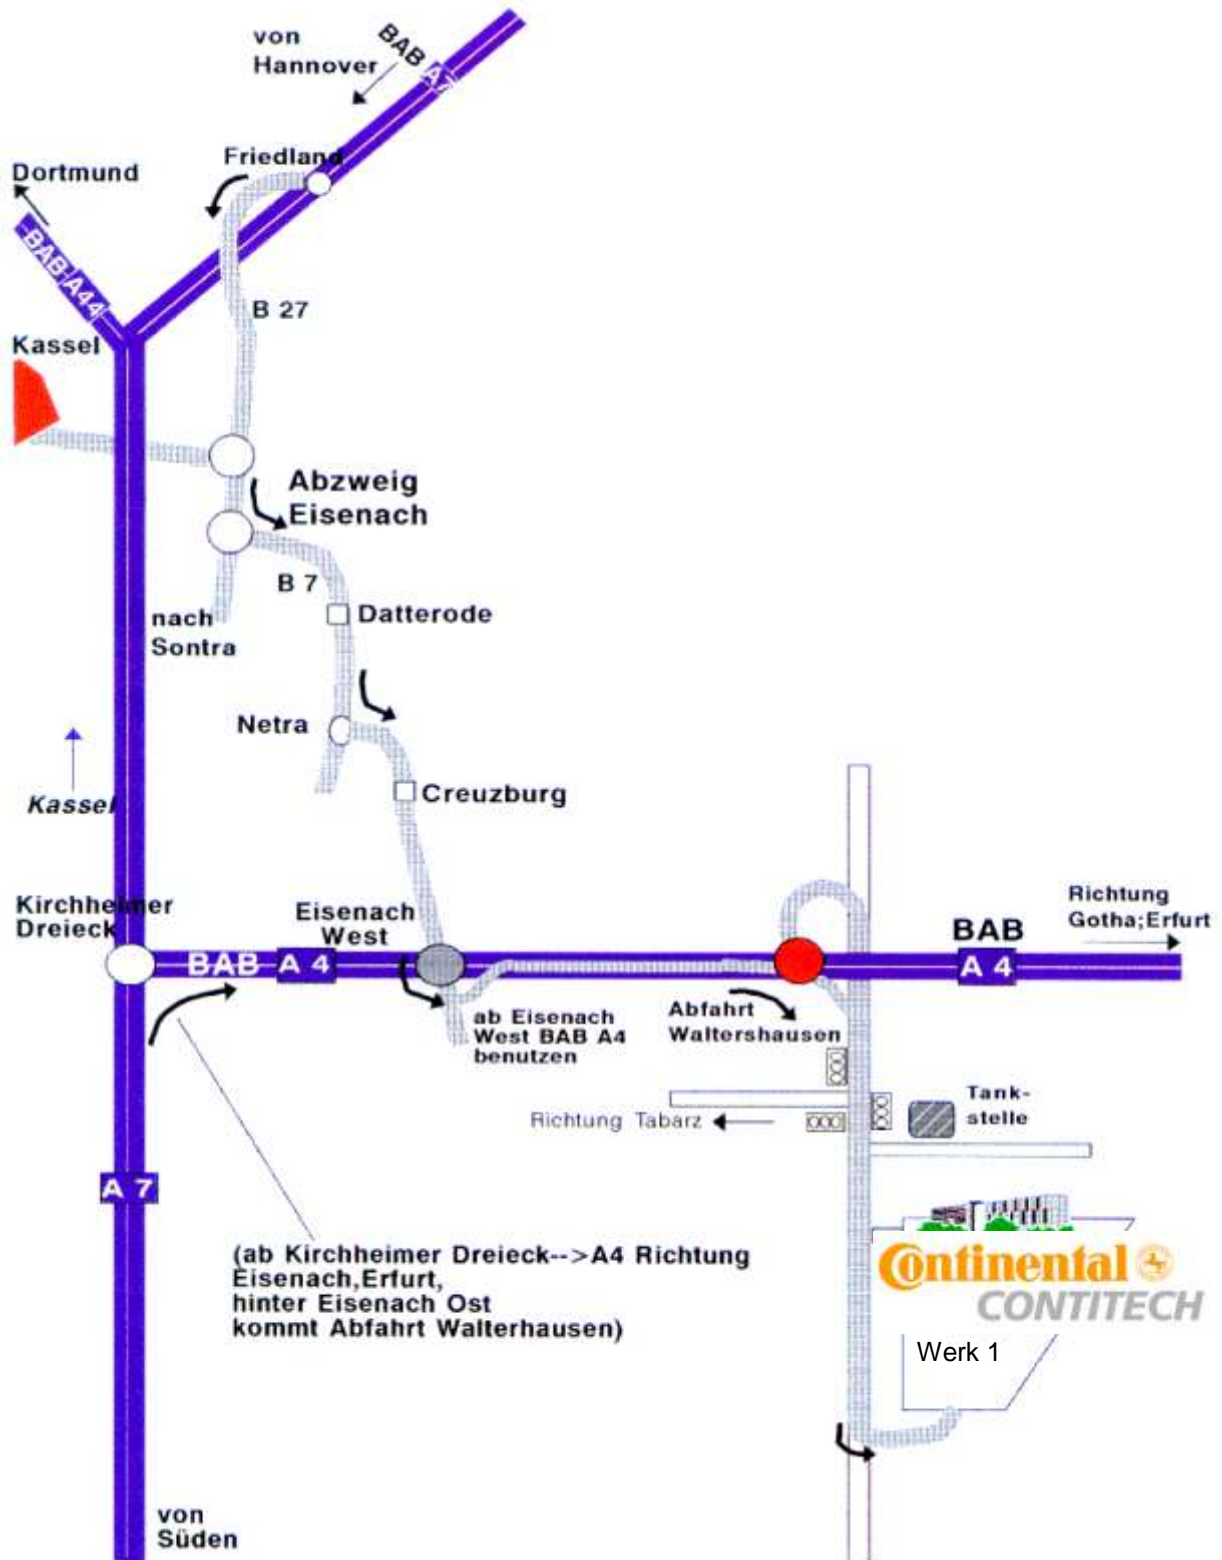 von
Hannover
BAB A7
Friedland
Dortmund
BAB-A44
B 27
Kassel
Abzweig
Eisenach
B 7
nach
Sontra
Datterode
Netra
Kassel
Creuzburg
Kirchheimer
Dreieck
Eisenach
West
Richtung
Gotha;Erfurt
BAB
A 4
BAB A 4
ab Eisenach
West BAB A4
benutzen
Abfahrt
Waltershausen
Richtung Tabarz
Tank-
stelle
A 7
(ab Kirchheimer Dreieck-->A4 Richtung
Eisenach,Erfurt,
hinter Eisenach Ost
kommt Abfahrt Walterhausen)
Continental
CONTITECH
Werk 1
von
Süden